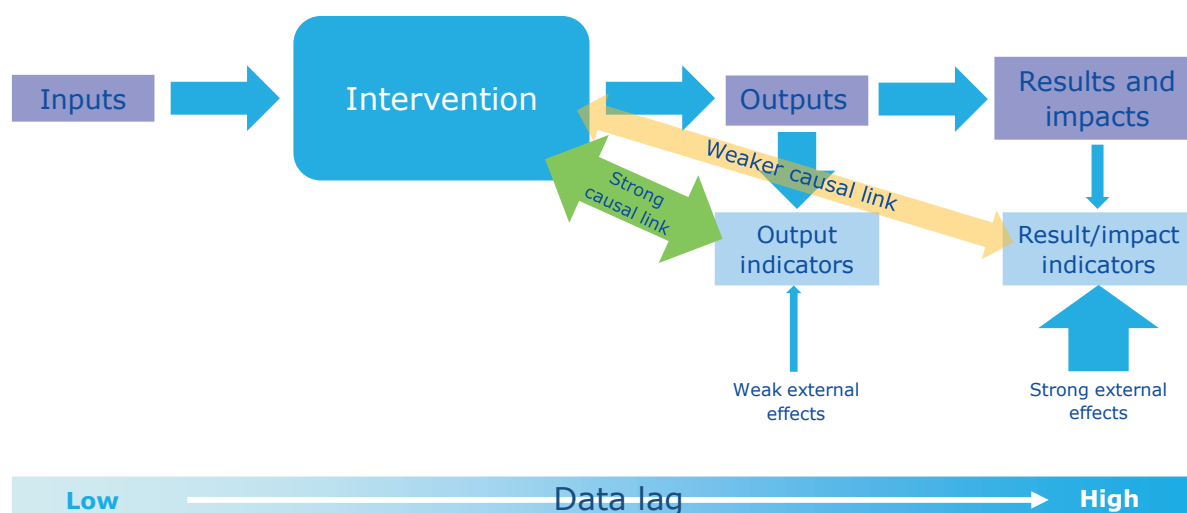 Inputs
Intervention
Outputs
Results and
impacts
Weaker causal link
Strong
causal link
Output
indicators
Result/impact
indicators
Weak external
effects
Strong external
effects
Low
Data lag
High